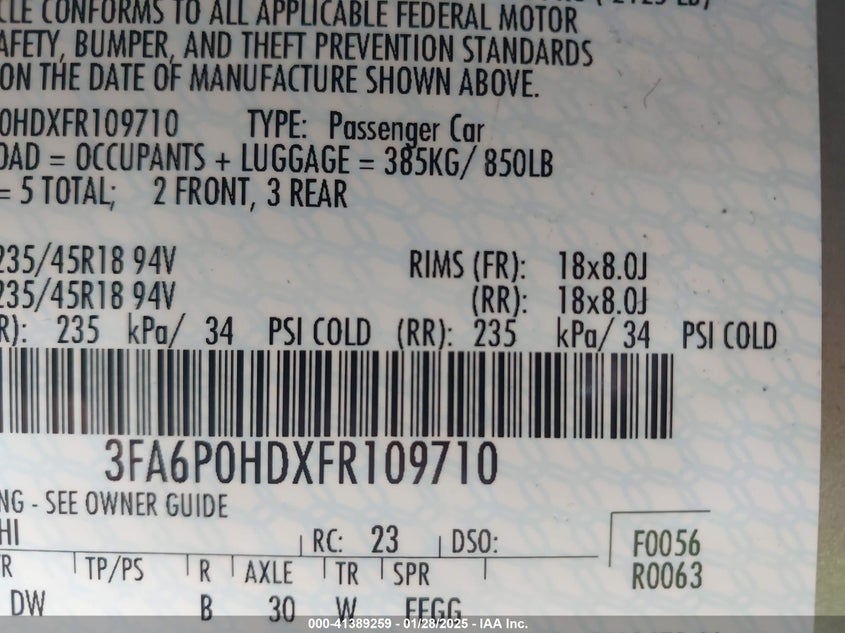 CLE CONFORMS TO ALL APPLICABLE FEDERAL MOTOR
AFETY, BUMPER, AND THEFT PREVENTION STANDARDS
ON THE DATE OF MANUFACTURE SHOWN ABOVE.
0HDXFR109710 TYPE: Passenger Car
OAD = OCCUPANTS + LUGGAGE = 385KG/ 850LB
= 5 TOTAL; 2 FRONT, 3 REAR
235/45R18 94V RIMS (FR): 18x8.0J
235/45R18 94V (RR): 18x8.0J
R): 235 kPa/ 34 PSI COLD (RR): 235 kPa/ 34 PSI COLD
3FA6P0HDXFR109710
NG - SEE OWNER GUIDE
HI RC: 23 DSO: F0056
R TP/PS R AXLE TR SPR R0063
DW B 30 W EEGG
000-41389259 - 01/28/2025 - IAA Inc.